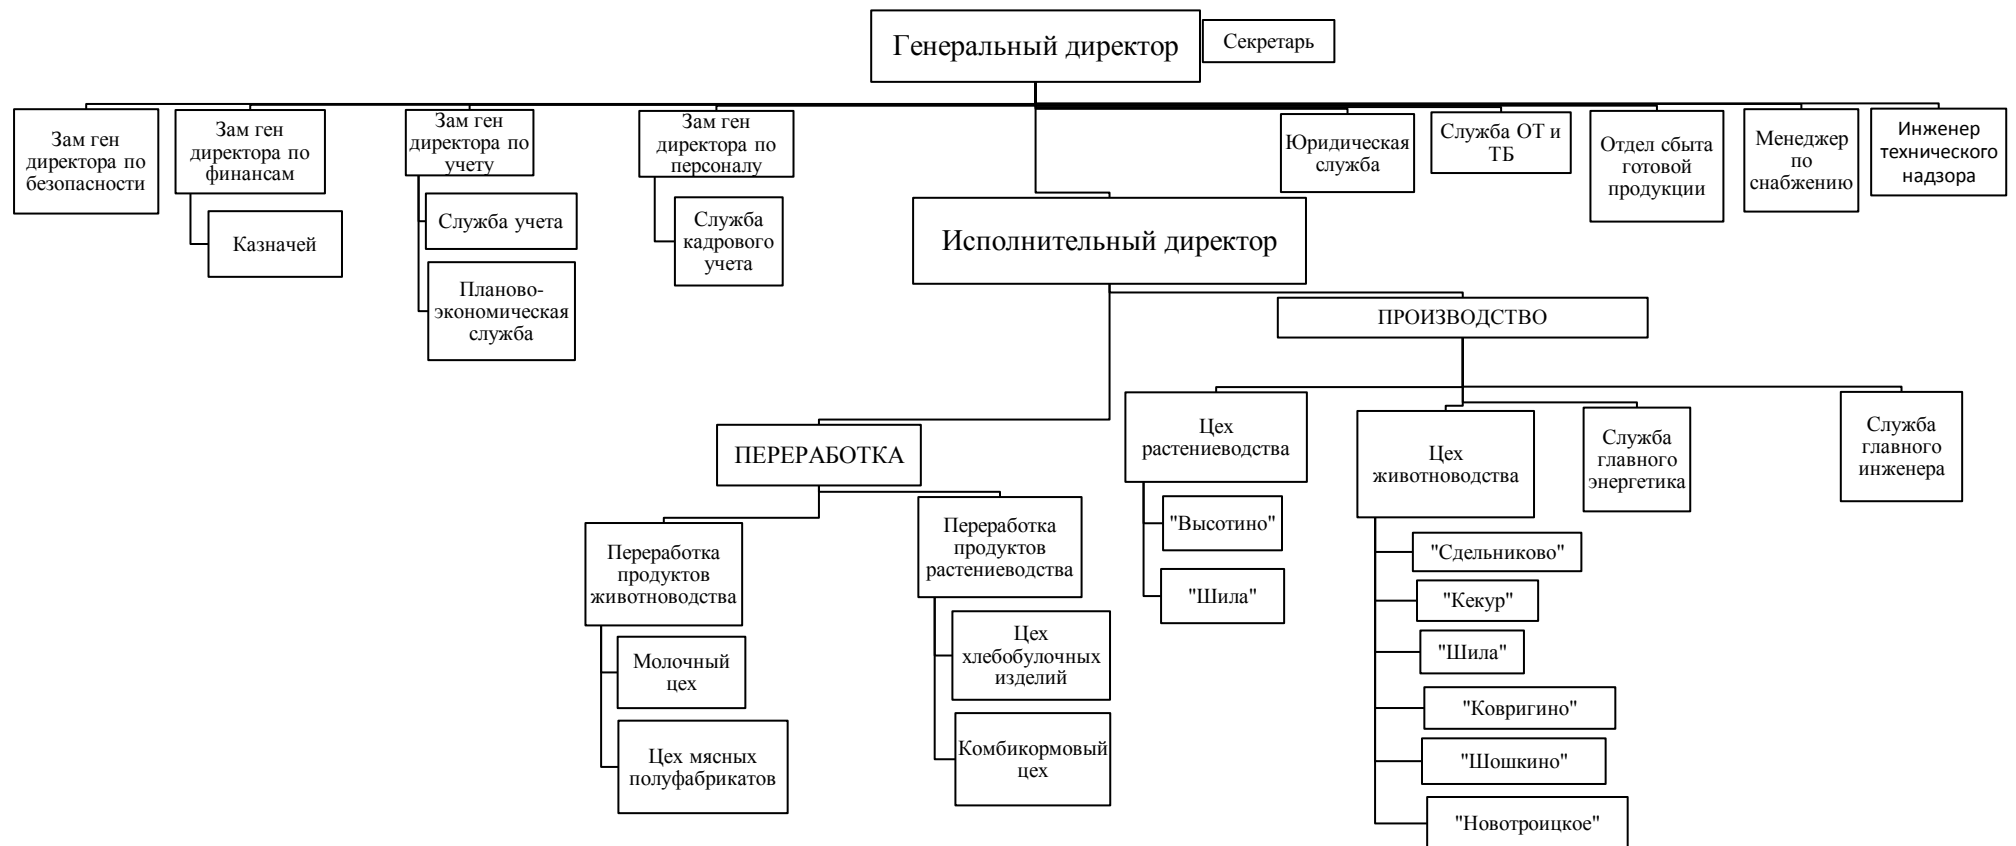 Генеральный директор
Секретарь
Зам ген
директора по
безопасности
Зам ген
директора по
финансам
Казначей
Зам ген
директора по
учету
Служба учета
Планово-
экономическая
служба
Зам ген
директора по
персоналу
Служба
кадрового
учета
Юридическая
служба
Служба ОТ и
ТБ
Отдел сбыта
готовой
продукции
Менеджер
по
снабжению
Инженер
технического
надзора
Исполнительный директор
ПРОИЗВОДСТВО
ПЕРЕРАБОТКА
Переработка
продуктов
животноводства
Молочный
цех
Цех мясных
полуфабрикатов
Переработка
продуктов
растениеводства
Цех
хлебобулочных
изделий
Комбикормовый
цех
Цех
растениеводства
"Высотино"
"Шила"
Цех
животноводства
"Сдельниково"
"Кекур"
"Шила"
"Ковригино"
"Шошкино"
"Новотроицкое"
Служба
главного
энергетика
Служба
главного
инженера